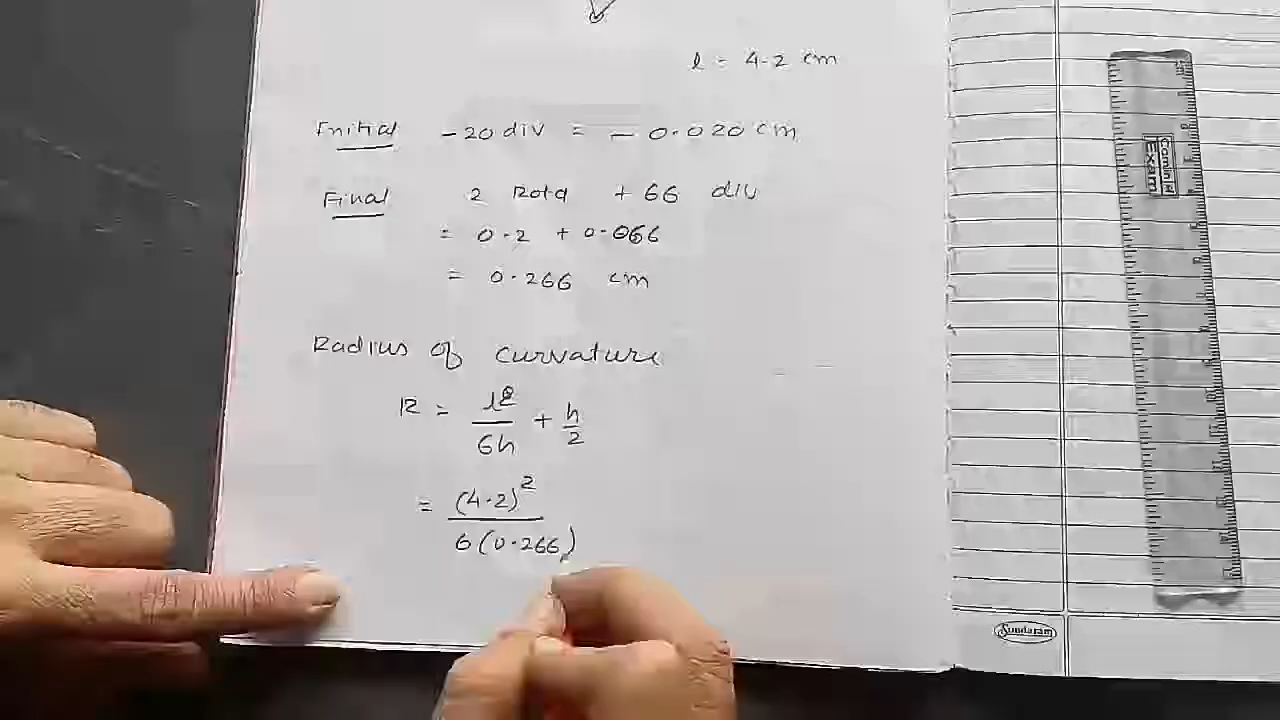 l = 4.2 cm
Initial -20 div = - 0.020 cm
Final 2 Rota + 66 div
= 0.2 + 0.066
= 0.266 cm
Radius of curvature
R = l² / 6h + h / 2
= (4.2)² / 6(0.266)
Camlin
Exam
Sundaram